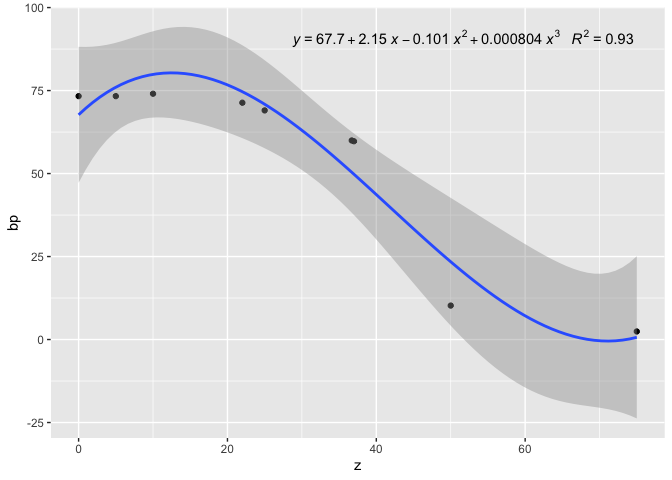 y = 67.7 + 2.15 x − 0.101 x² + 0.000804 x³   R² = 0.93
100
75
50
25
0
-25
bp
0 20 40 60
z